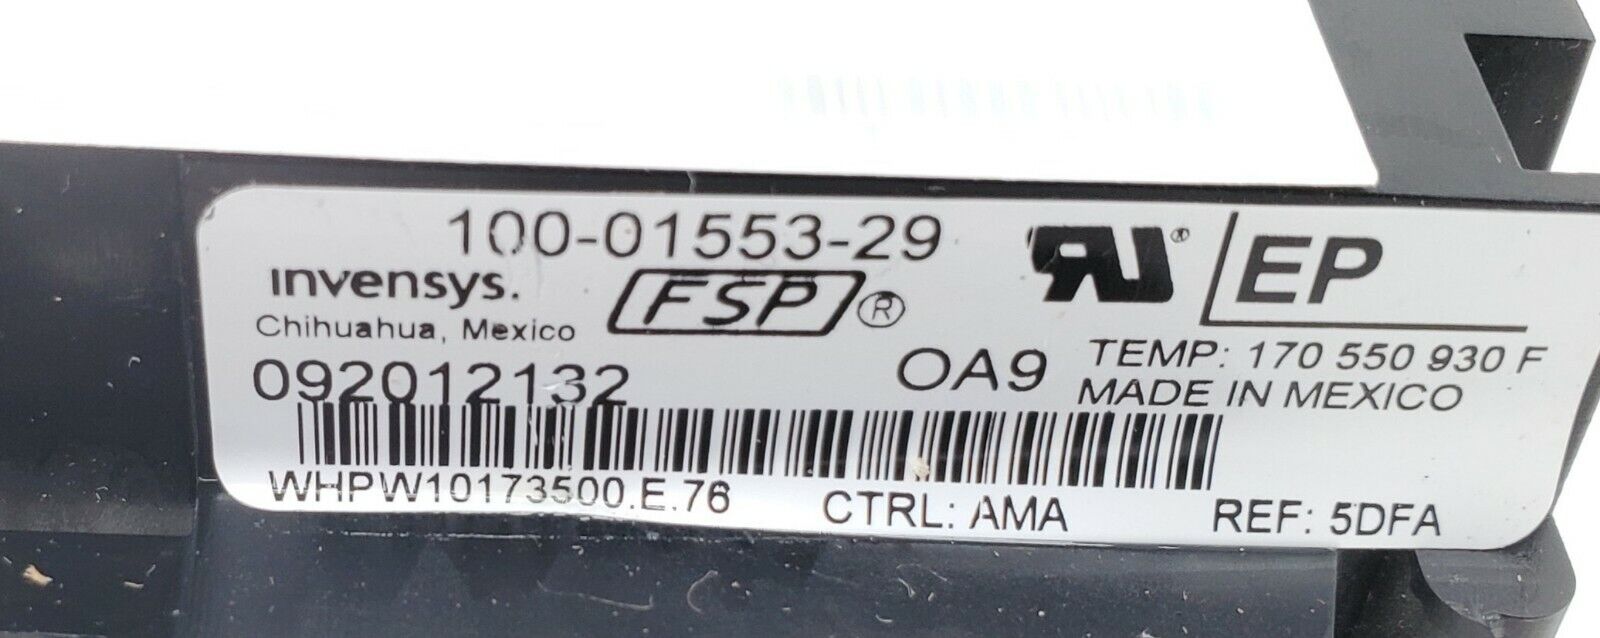 100-01553-29
invensys.
FSP®
Chihuahua, Mexico
RU® EP
092012132
OA9
TEMP: 170 550 930 F
MADE IN MEXICO
WHPW10173500.E.76 CTRL: AMA REF: 5DFA